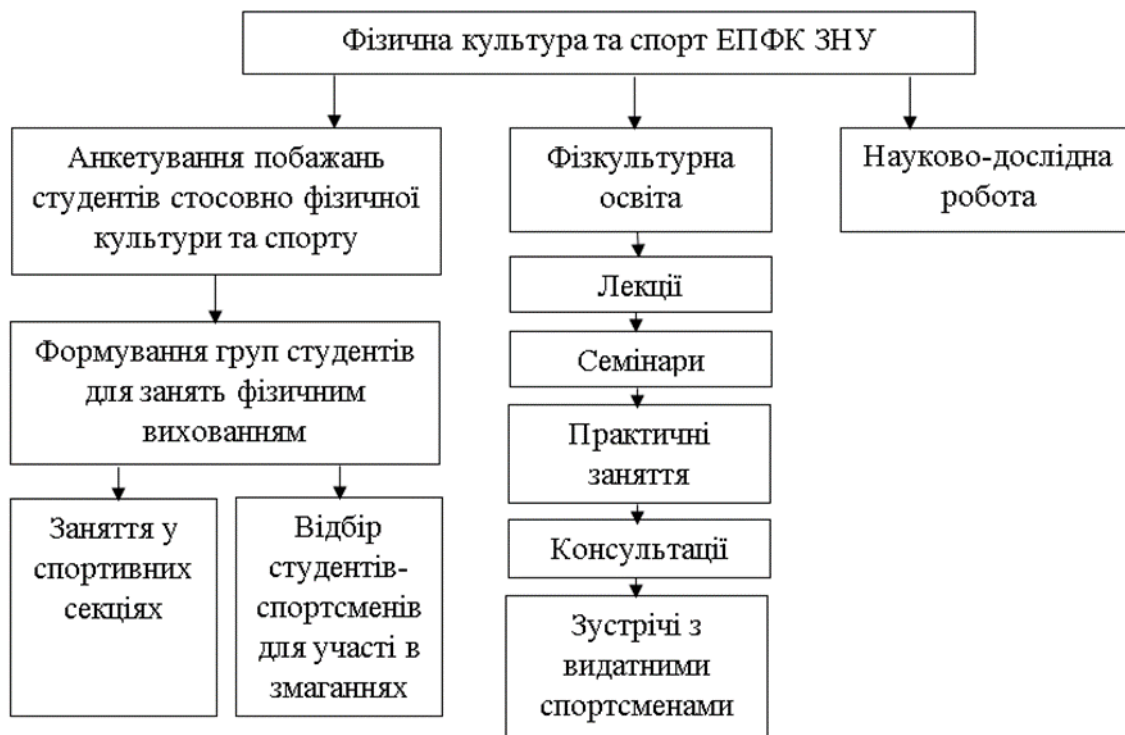 Фізична культура та спорт ЕПФК ЗНУ
Анкетування побажань
студентів стосовно фізичної
культури та спорту
Формування груп студентів
для занять фізичним
вихованням
Заняття у
спортивних
секціях
Відбір
студентів-
спортсменів
для участі в
змаганнях
Фізкультурна
освіта
Лекції
Семінари
Практичні
заняття
Консультації
Зустрічі з
видатними
спортсменами
Науково-дослідна
робота